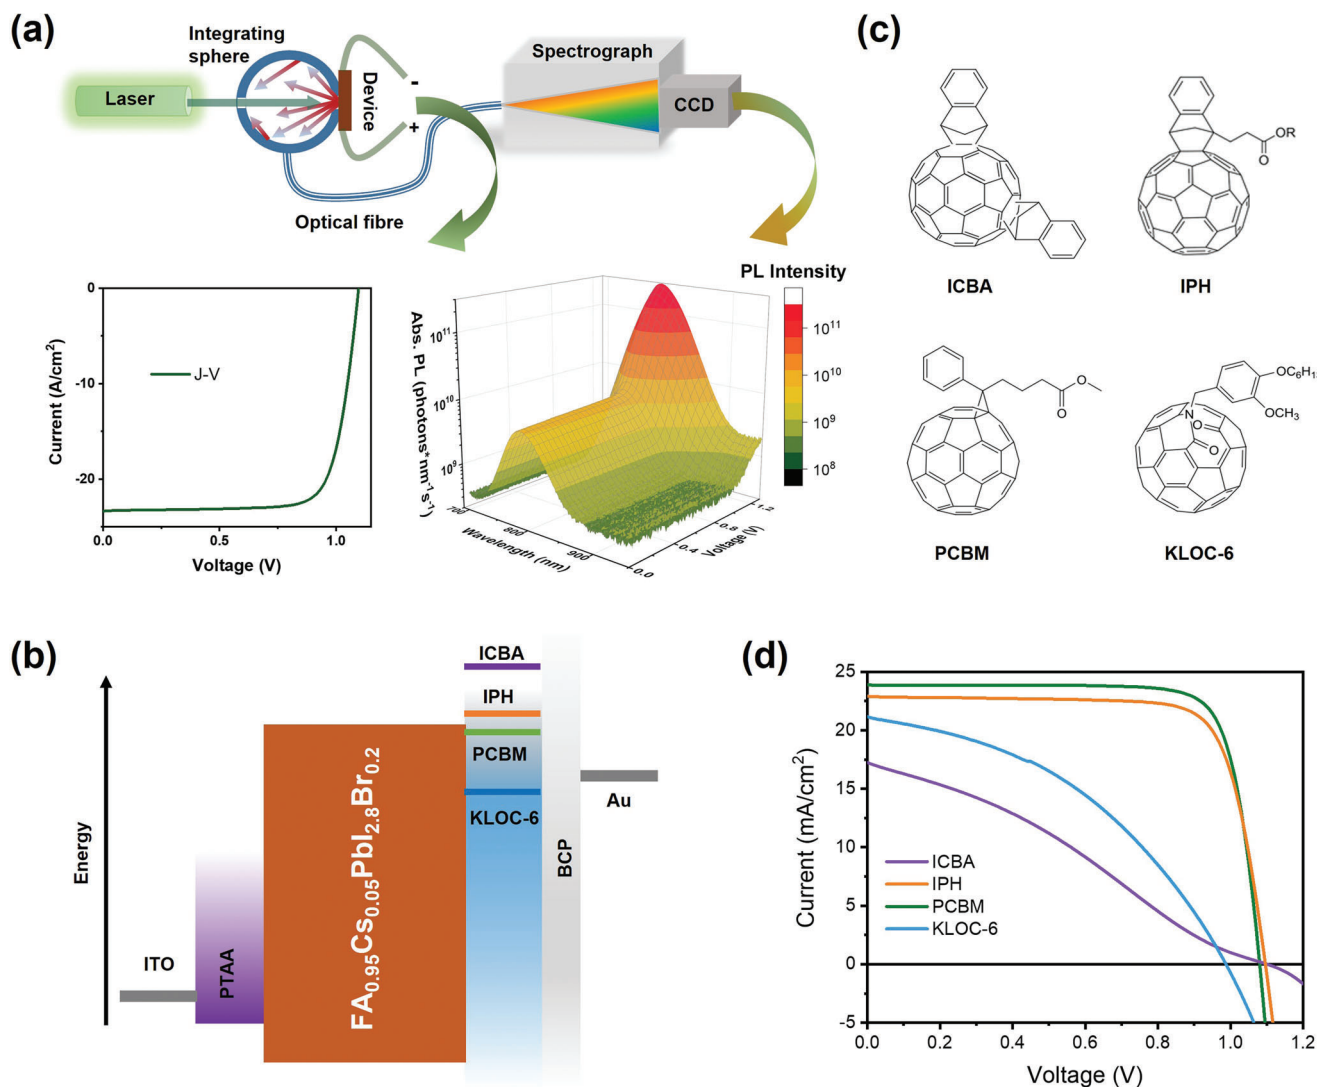 (a)
Integrating
sphere
Laser
Device
-
+
Optical fibre
Spectrograph
CCD
0
-10
-20
Current (A/cm²)
J-V
0.0
0.5
1.0
Voltage (V)
PL Intensity
10¹¹
10¹⁰
10⁹
10⁸
Abs. PL (photons*nm⁻¹s⁻¹)
10¹¹
10¹⁰
10⁹
700
800
900
Wavelength (nm)
0.0
0.4
0.8
1.2
Voltage (V)
(c)
ICBA
OR
O
IPH
O
O
PCBM
N
O
O
OC₆H₁₃
OCH₃
KLOC-6
(b)
Energy
ITO
PTAA
FA₀.₉₅Cs₀.₀₅PbI₂.₈Br₀.₂
ICBA
IPH
PCBM
KLOC-6
BCP
Au
(d)
25
20
15
10
5
0
-5
Current (mA/cm²)
ICBA
IPH
PCBM
KLOC-6
0.0
0.2
0.4
0.6
0.8
1.0
1.2
Voltage (V)